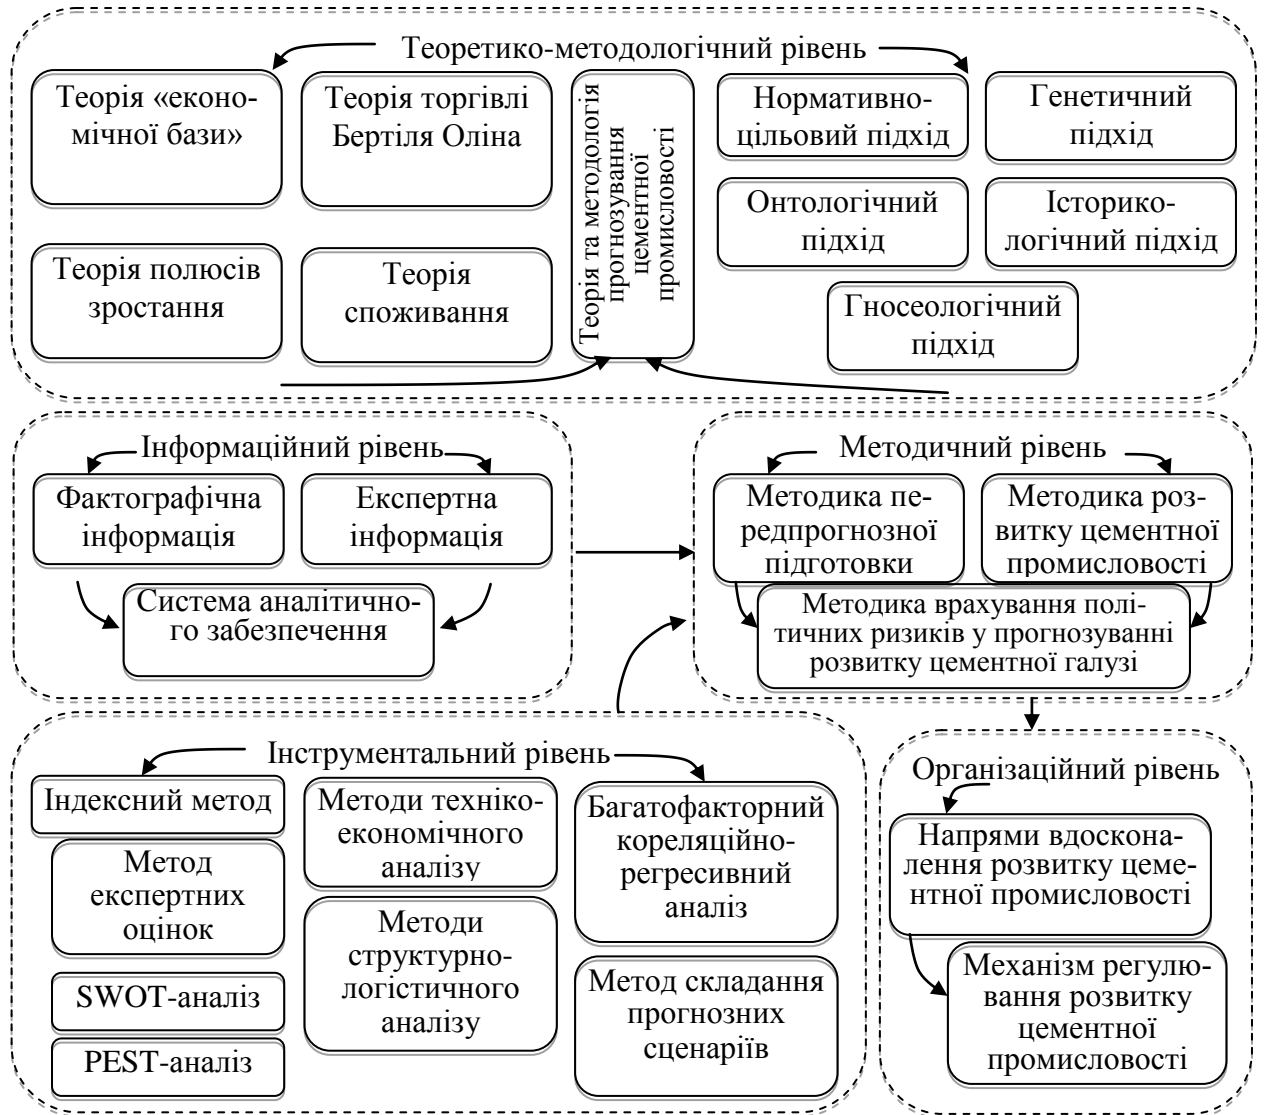 Теоретико-методологічний рівень
Теорія «еконо-
мічної бази»
Теорія торгівлі
Бертіля Оліна
Теорія полюсів
зростання
Теорія
споживання
Теорія та методологія
прогнозування
цементної
промисловості
Нормативно-
цільовий підхід
Генетичний
підхід
Онтологічний
підхід
Історико-
логічний підхід
Гносеологічний
підхід
Інформаційний рівень
Фактографічна
інформація
Експертна
інформація
Система аналітично-
го забезпечення
Методичний рівень
Методика пе-
редпрогнозної
підготовки
Методика роз-
витку цементної
промисловості
Методика врахування полі-
тичних ризиків у прогнозуванні
розвитку цементної галузі
Інструментальний рівень
Індексний метод
Метод
експертних
оцінок
SWOT-аналіз
PEST-аналіз
Методи техніко-
економічного
аналізу
Методи
структурно-
логістичного
аналізу
Багатофакторний
кореляційно-
регресивний
аналіз
Метод складання
прогнозних
сценаріїв
Організаційний рівень
Напрями вдоскона-
лення розвитку цеме-
нтної промисловості
Механізм регулю-
вання розвитку
цементної
промисловості